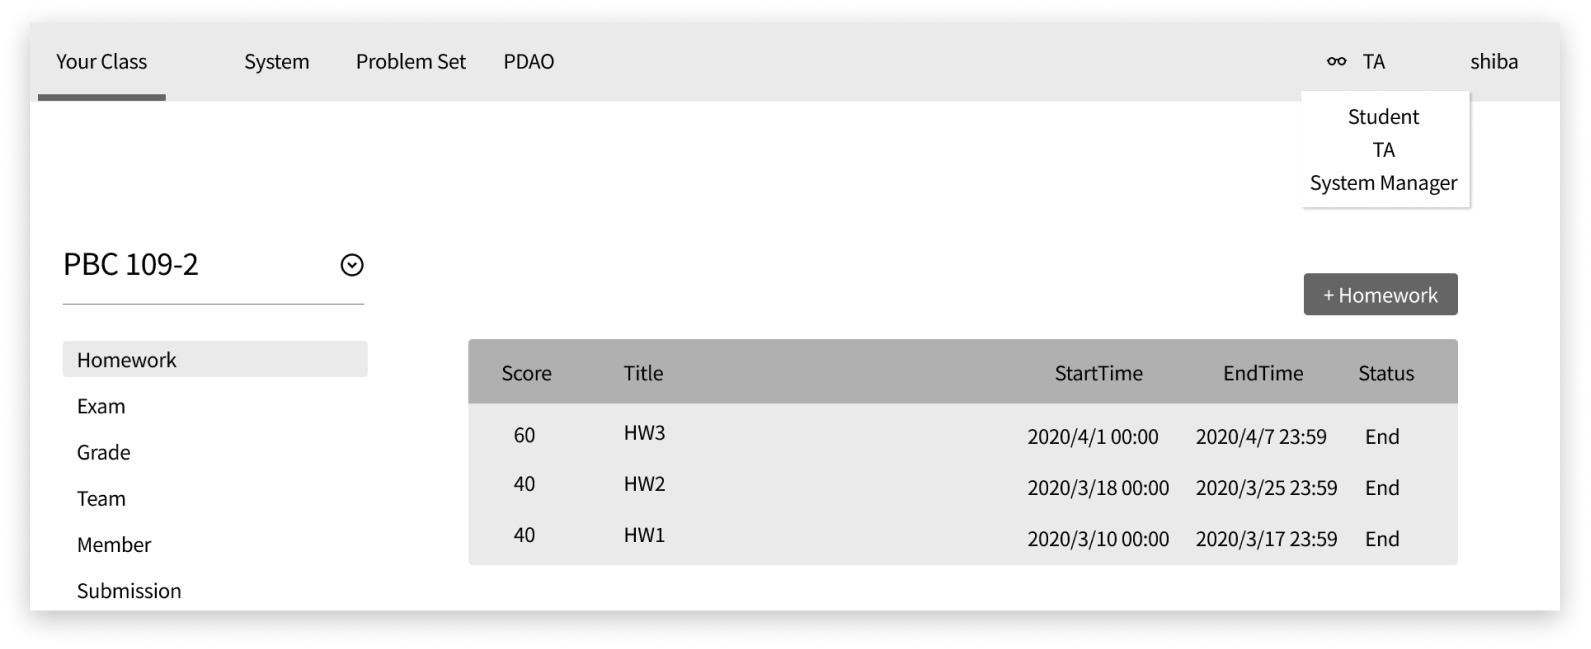 Your Class System Problem Set PDAO TA shiba
Student
TA
System Manager
PBC 109-2
+ Homework
Homework
Exam
Grade
Team
Member
Submission
Score Title StartTime EndTime Status
60 HW3 2020/4/1 00:00 2020/4/7 23:59 End
40 HW2 2020/3/18 00:00 2020/3/25 23:59 End
40 HW1 2020/3/10 00:00 2020/3/17 23:59 End